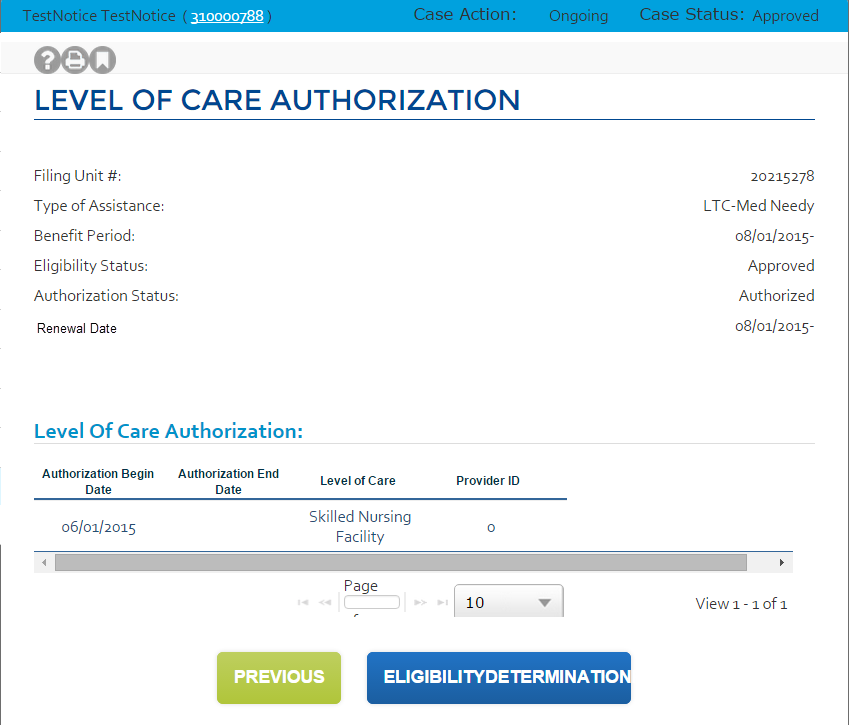 TestNotice TestNotice ( 310000788 ) Case Action: Ongoing Case Status: Approved
?
LEVEL OF CARE AUTHORIZATION
Filing Unit #: 20215278
Type of Assistance: LTC-Med Needy
Benefit Period: 08/01/2015-
Eligibility Status: Approved
Authorization Status: Authorized
Renewal Date 08/01/2015-
Level Of Care Authorization:
Authorization Begin Date Authorization End Date Level of Care Provider ID
06/01/2015 Skilled Nursing Facility 0
Page
10
View 1 - 1 of 1
PREVIOUS ELIGIBILITYDETERMINATION